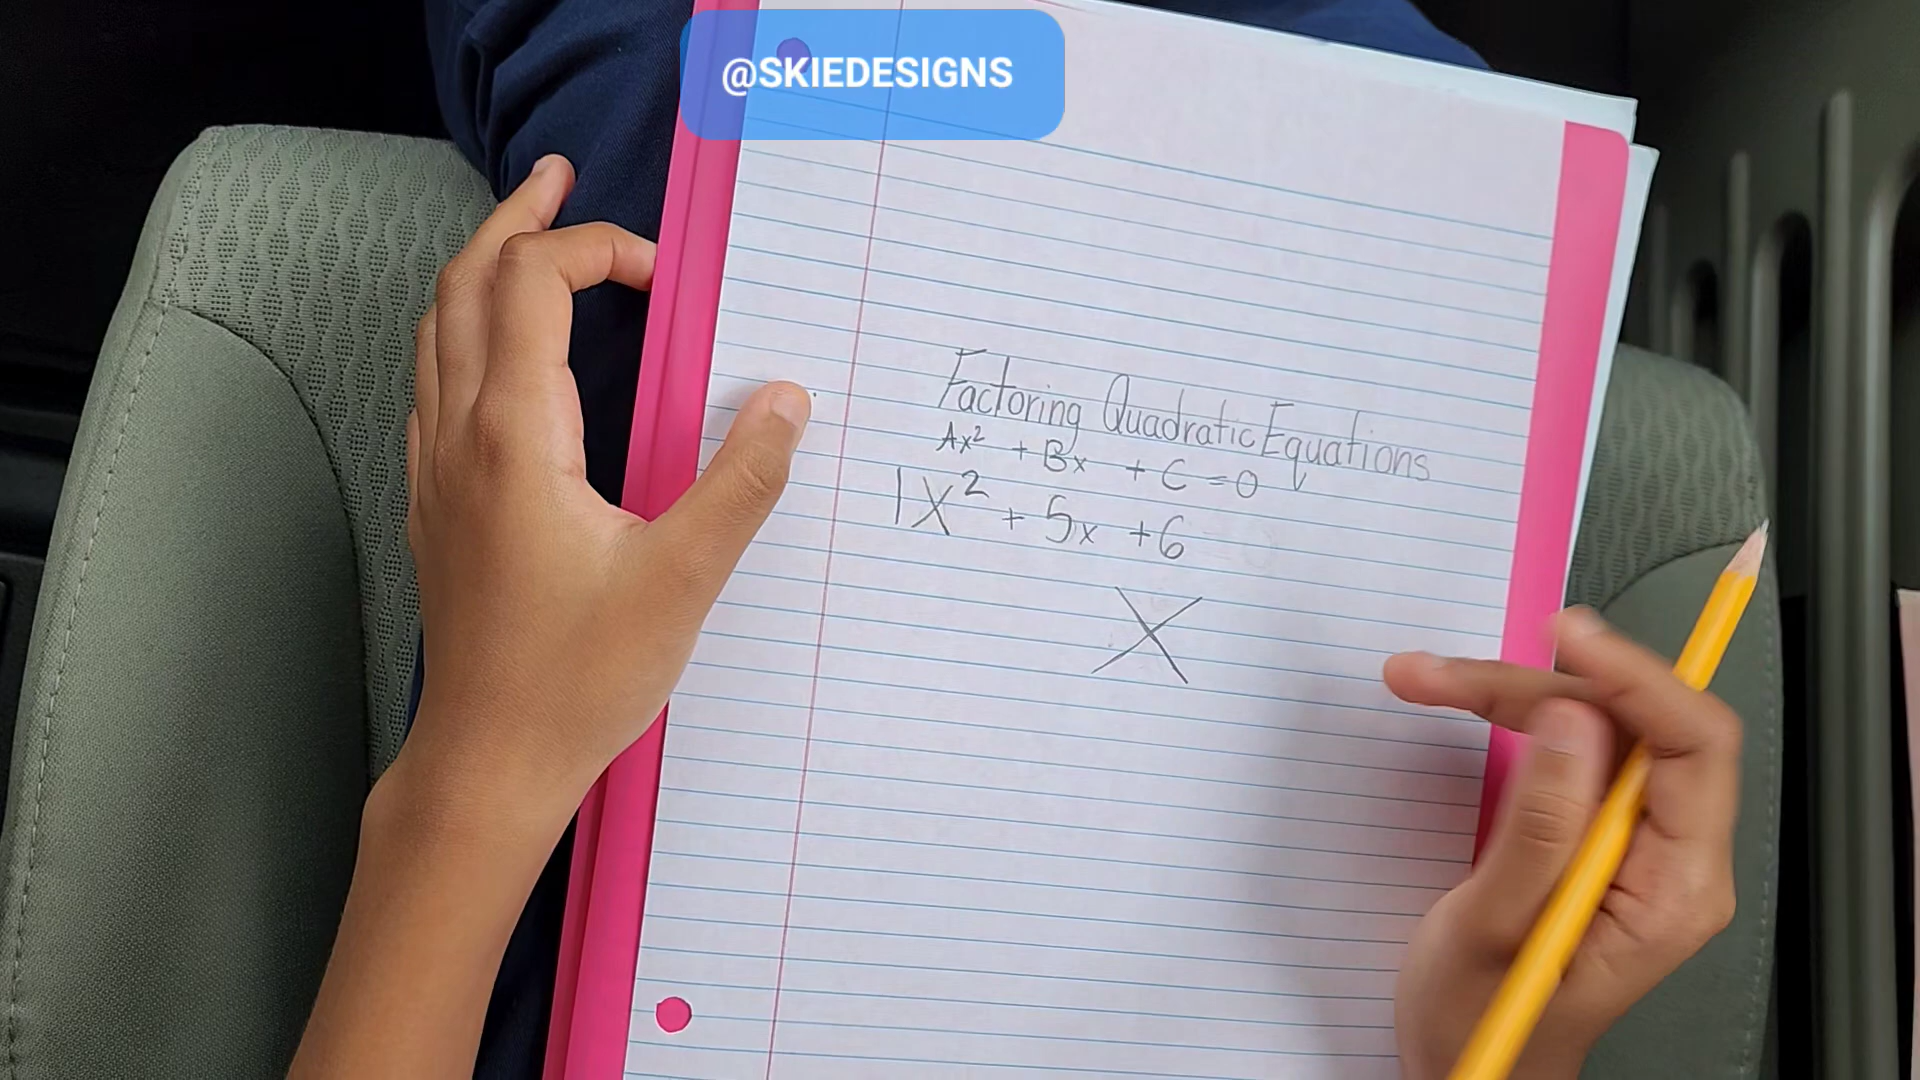 @SKIEDESIGNS
Factoring Quadratic Equations
Ax² + Bx + C = 0
1x² + 5x + 6
X